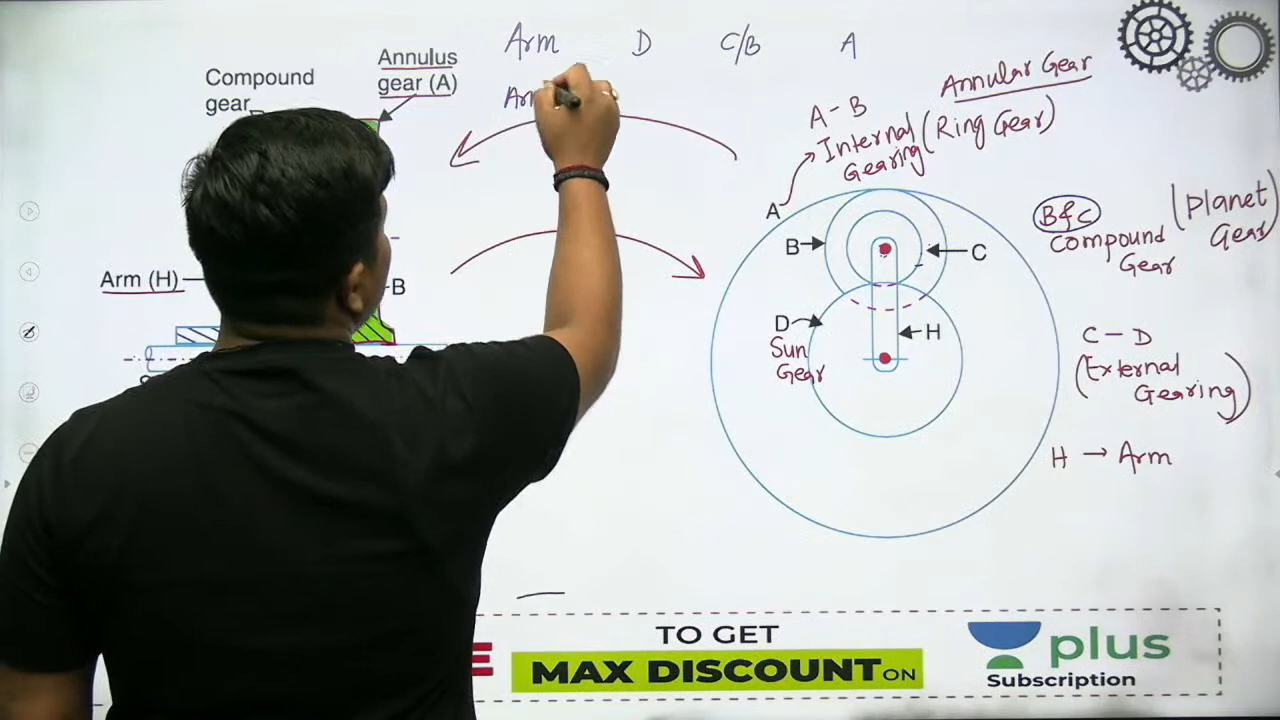 Arm D C/B A
Annulus
gear (A)
Compound
gear
Annular Gear
A - B
Internal (Ring Gear)
Gearing
A
B&C (Planet
Compound Gear)
Gear
B
C
Arm (H)
B
D
H
Sun
Gear
C - D
(External
Gearing)
H → Arm
TO GET
MAX DISCOUNT ON
plus
Subscription